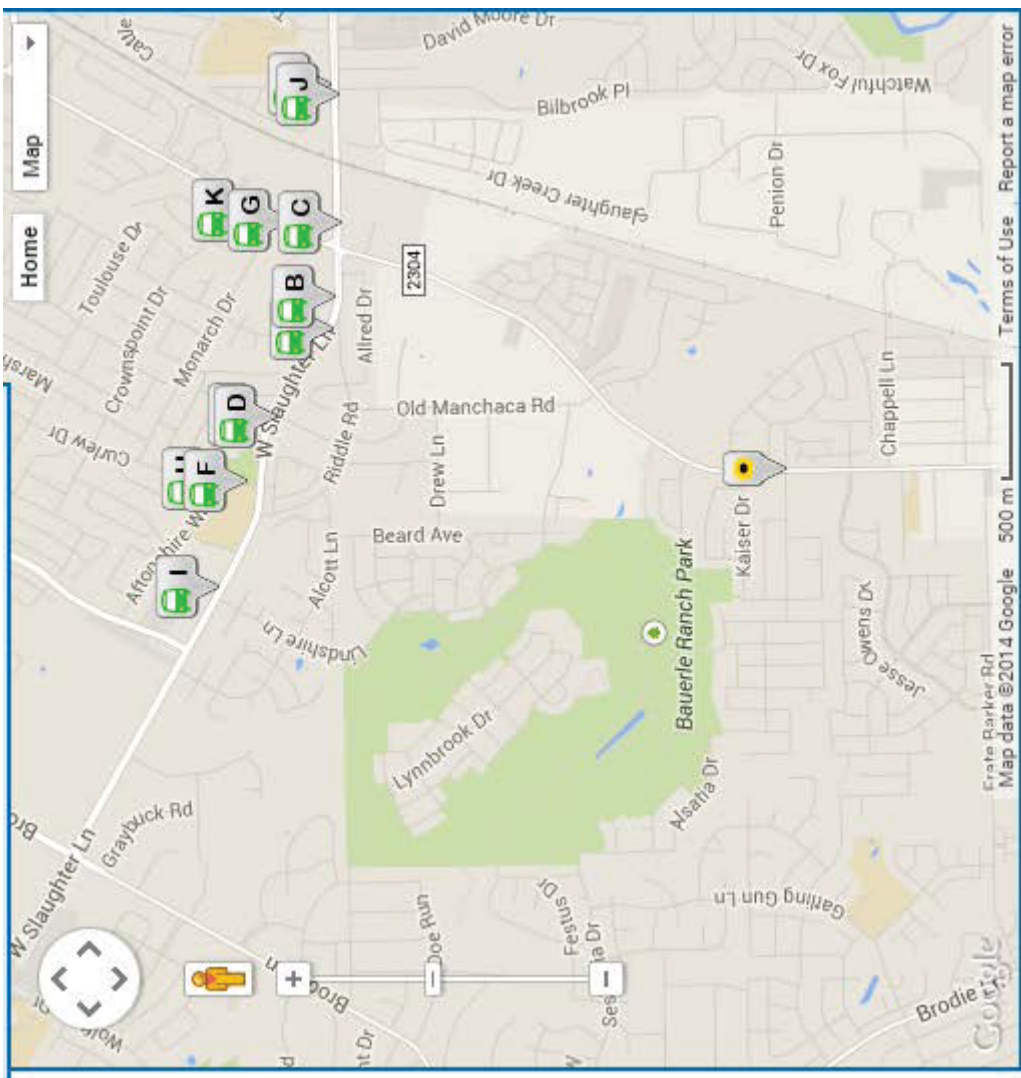 Home
Map
W Slaughter Ln
Graybuck Rd
Curlew Dr
Crownspoint Dr
Toulouse Dr
Monarch Dr
I
F
D
B
C
G
K
J
W Slaughter Ln
Lindshire Ln
Alcott Ln
Riddle Rd
Allred Dr
2304
Beard Ave
Drew Ln
Old Manchaca Rd
David Moore Dr
Doe Run
Lynnbrook Dr
Slaughter Creek Dr
Bilbrook Pl
Festus Dr
Bauerle Ranch Park
Alsatia Dr
Kaiser Dr
Penion Dr
Watchful Fox Dr
Gatling Gun Ln
Jesse Owens Dr
Chappell Ln
Brodie
Google
Frate Barker Rd
Map data ©2014 Google
500 m
Terms of Use
Report a map error